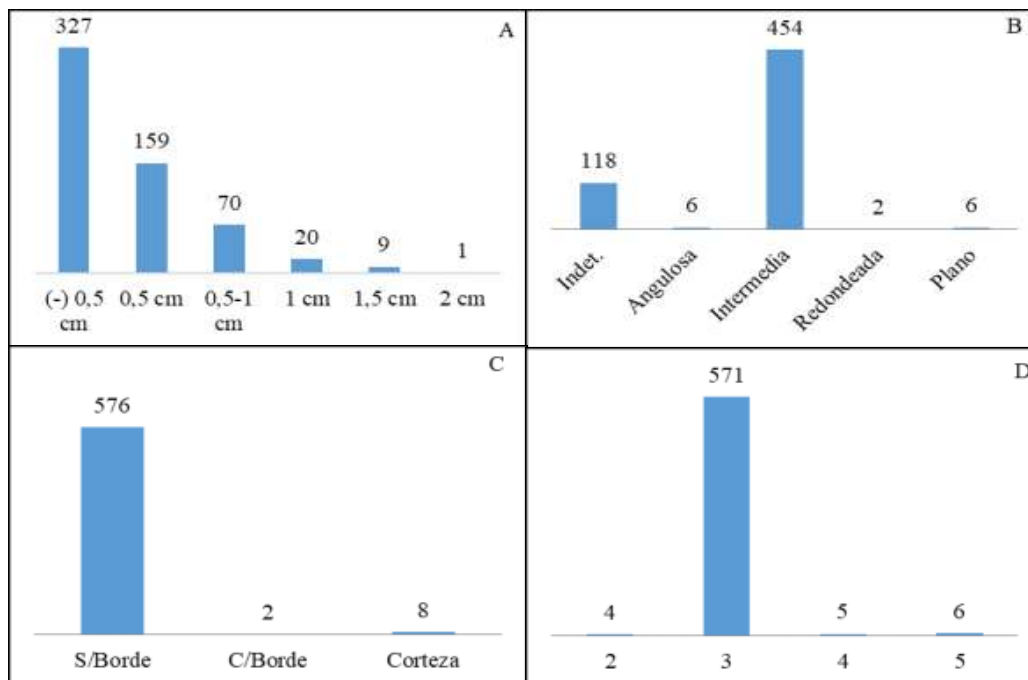 A
327
159
70
20
9
1
(-) 0,5 cm
0,5 cm
0,5-1 cm
1 cm
1,5 cm
2 cm
B
454
118
6
2
6
Indet.
Angulosa
Intermedia
Redondeada
Plano
C
576
2
8
S/Borde
C/Borde
Corteza
D
571
4
5
6
2
3
4
5